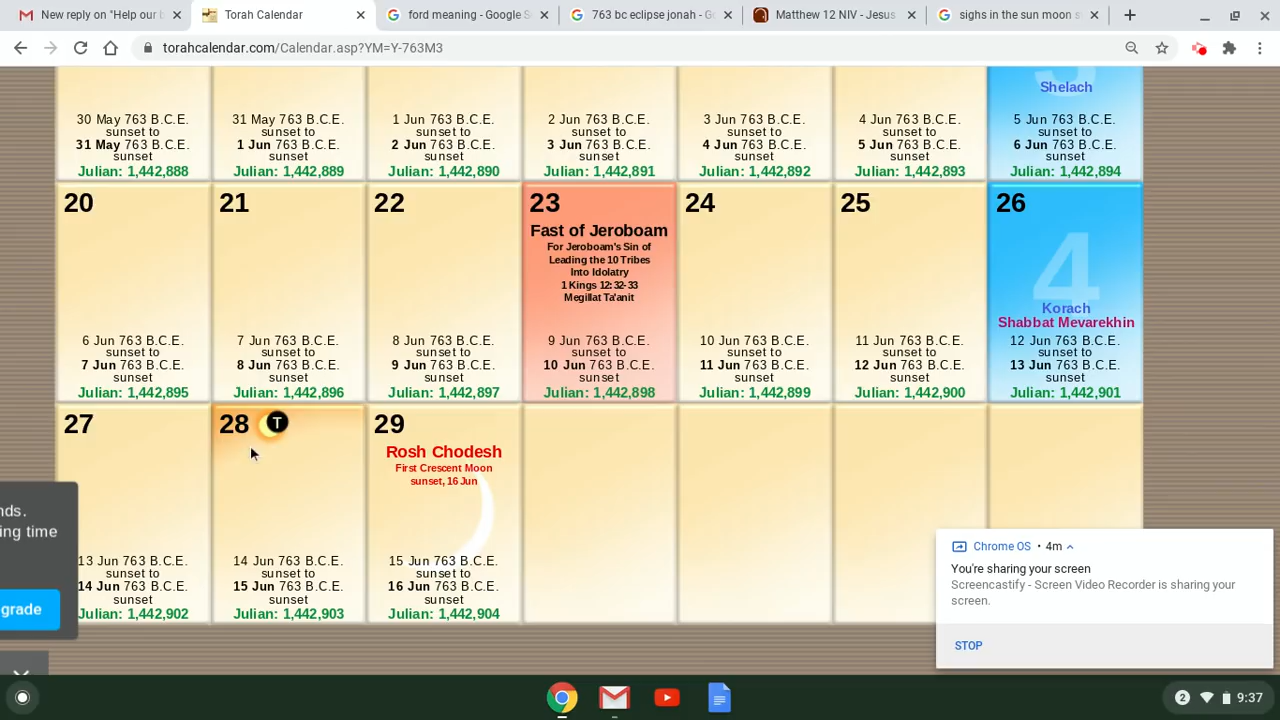 New reply on "Help our b
Torah Calendar
ford meaning - Google S
763 bc eclipse jonah - G
Matthew 12 NIV - Jesus
sighs in the sun moon s
torahcalendar.com/Calendar.asp?YM=Y-763M3
Shelach
30 May 763 B.C.E.
sunset to
31 May 763 B.C.E.
sunset
Julian: 1,442,888
31 May 763 B.C.E.
sunset to
1 Jun 763 B.C.E.
sunset
Julian: 1,442,889
1 Jun 763 B.C.E.
sunset to
2 Jun 763 B.C.E.
sunset
Julian: 1,442,890
2 Jun 763 B.C.E.
sunset to
3 Jun 763 B.C.E.
sunset
Julian: 1,442,891
3 Jun 763 B.C.E.
sunset to
4 Jun 763 B.C.E.
sunset
Julian: 1,442,892
4 Jun 763 B.C.E.
sunset to
5 Jun 763 B.C.E.
sunset
Julian: 1,442,893
5 Jun 763 B.C.E.
sunset to
6 Jun 763 B.C.E.
sunset
Julian: 1,442,894
20
6 Jun 763 B.C.E.
sunset to
7 Jun 763 B.C.E.
sunset
Julian: 1,442,895
21
7 Jun 763 B.C.E.
sunset to
8 Jun 763 B.C.E.
sunset
Julian: 1,442,896
22
8 Jun 763 B.C.E.
sunset to
9 Jun 763 B.C.E.
sunset
Julian: 1,442,897
23
Fast of Jeroboam
For Jeroboam's Sin of
Leading the 10 Tribes
Into Idolatry
1 Kings 12:32-33
Megillat Ta'anit
9 Jun 763 B.C.E.
sunset to
10 Jun 763 B.C.E.
sunset
Julian: 1,442,898
24
10 Jun 763 B.C.E.
sunset to
11 Jun 763 B.C.E.
sunset
Julian: 1,442,899
25
11 Jun 763 B.C.E.
sunset to
12 Jun 763 B.C.E.
sunset
Julian: 1,442,900
26
4
Korach
Shabbat Mevarekhin
12 Jun 763 B.C.E.
sunset to
13 Jun 763 B.C.E.
sunset
Julian: 1,442,901
27
13 Jun 763 B.C.E.
sunset to
14 Jun 763 B.C.E.
sunset
Julian: 1,442,902
28 T
14 Jun 763 B.C.E.
sunset to
15 Jun 763 B.C.E.
sunset
Julian: 1,442,903
29
Rosh Chodesh
First Crescent Moon
sunset, 16 Jun
15 Jun 763 B.C.E.
sunset to
16 Jun 763 B.C.E.
sunset
Julian: 1,442,904
nds.
ing time
grade
Chrome OS • 4m
You're sharing your screen
Screencastify - Screen Video Recorder is sharing your
screen.
STOP
2 9:37